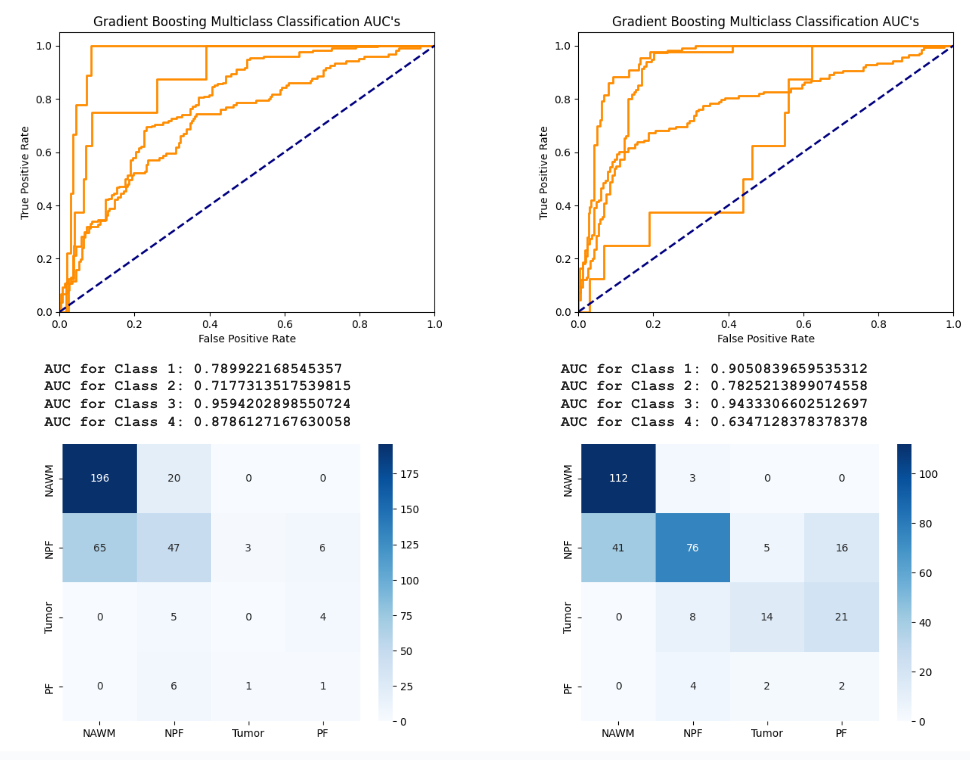 Gradient Boosting Multiclass Classification AUC's
1.0
0.8
0.6
0.4
0.2
0.0
True Positive Rate
0.0 0.2 0.4 0.6 0.8 1.0
False Positive Rate
Gradient Boosting Multiclass Classification AUC's
1.0
0.8
0.6
0.4
0.2
0.0
True Positive Rate
0.0 0.2 0.4 0.6 0.8 1.0
False Positive Rate
AUC for Class 1: 0.789922168545357
AUC for Class 2: 0.7177313517539815
AUC for Class 3: 0.9594202898550724
AUC for Class 4: 0.8786127167630058
AUC for Class 1: 0.9050839659535312
AUC for Class 2: 0.7825213899074558
AUC for Class 3: 0.9433306602512697
AUC for Class 4: 0.6347128378378378
NAWM 196 20 0 0
NPF 65 47 3 6
Tumor 0 5 0 4
PF 0 6 1 1
NAWM NPF Tumor PF
175
150
125
100
75
50
25
0
NAWM 112 3 0 0
NPF 41 76 5 16
Tumor 0 8 14 21
PF 0 4 2 2
NAWM NPF Tumor PF
100
80
60
40
20
0